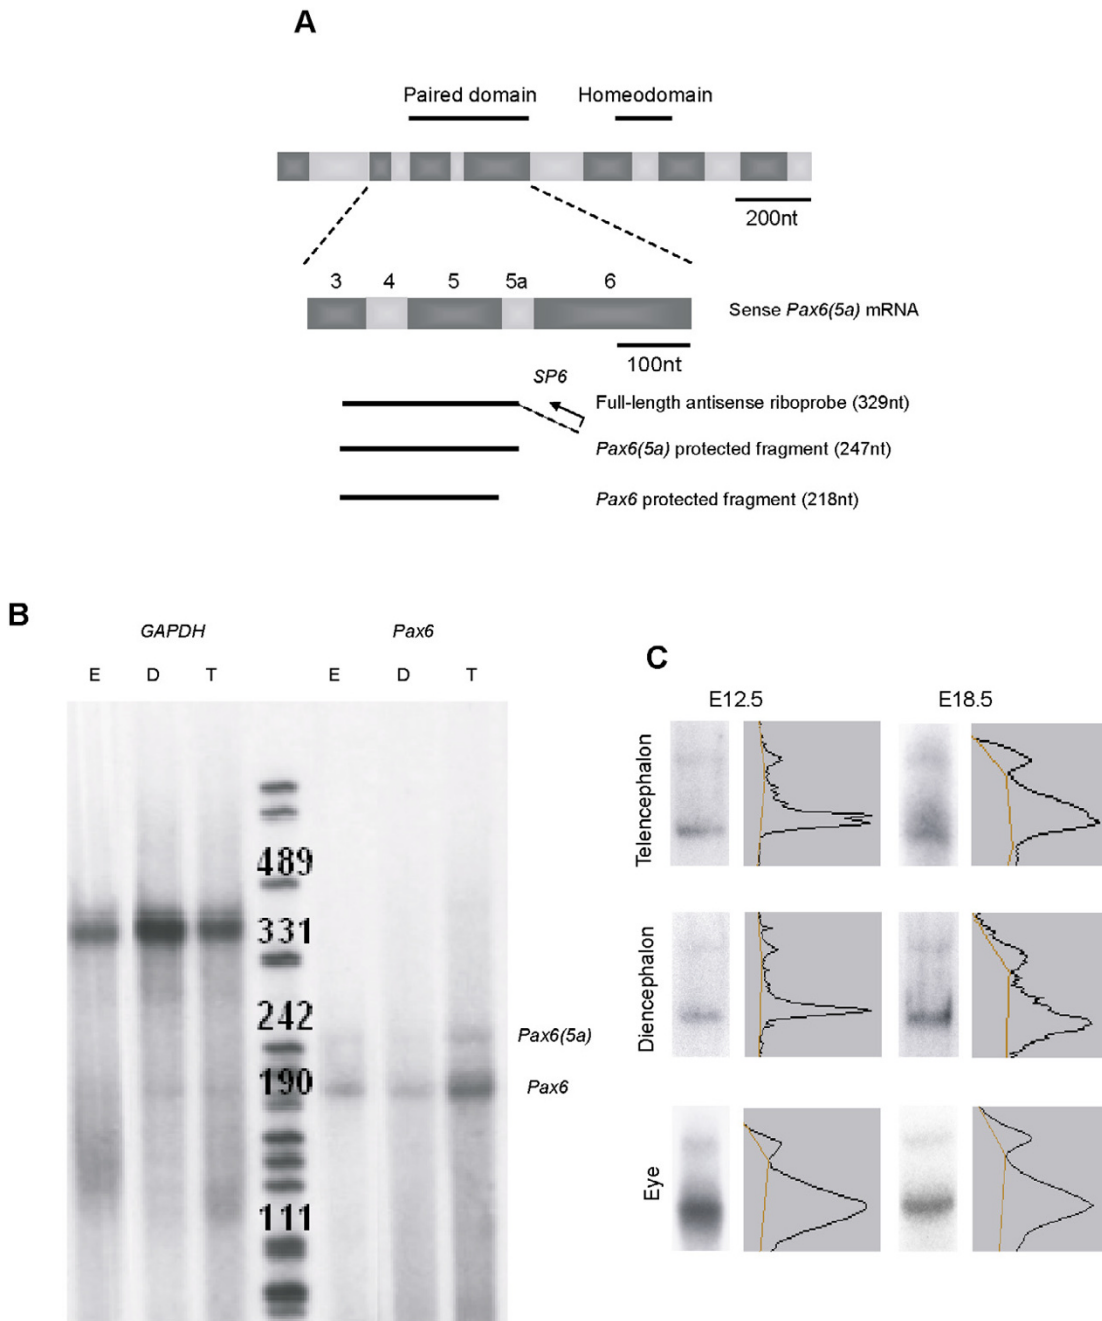 A
Paired domain
Homeodomain
200nt
3 4 5 5a 6
Sense Pax6(5a) mRNA
100nt
SP6
Full-length antisense riboprobe (329nt)
Pax6(5a) protected fragment (247nt)
Pax6 protected fragment (218nt)
B
GAPDH Pax6
E D T E D T
489
331
242
190
111
Pax6(5a)
Pax6
C
E12.5 E18.5
Telencephalon
Diencephalon
Eye